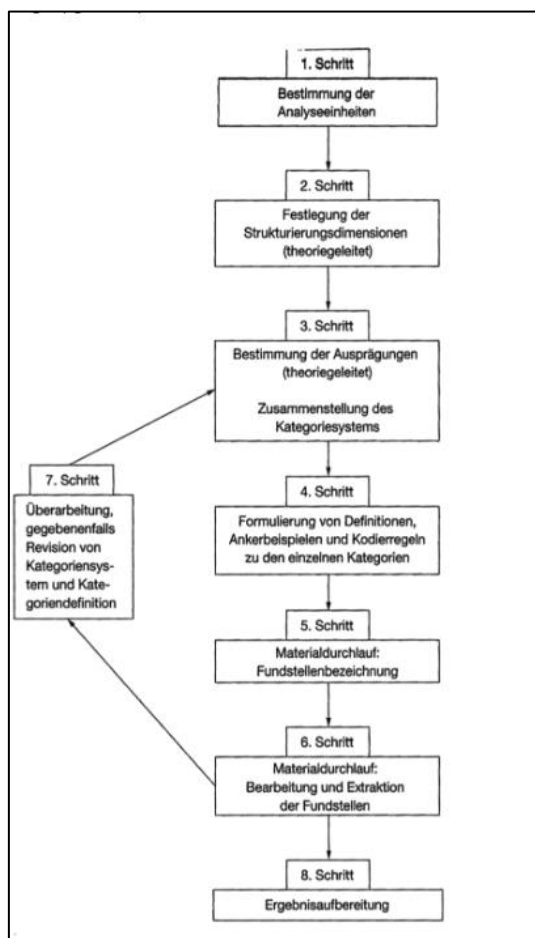 1. Schritt
Bestimmung der
Analyseeinheiten
2. Schritt
Festlegung der
Strukturierungsdimensionen
(theoriegeleitet)
3. Schritt
Bestimmung der Ausprägungen
(theoriegeleitet)
Zusammenstellung des
Kategoriesystems
4. Schritt
Formulierung von Definitionen,
Ankerbeispielen und Kodierregeln
zu den einzelnen Kategorien
5. Schritt
Materialdurchlauf:
Fundstellenbezeichnung
6. Schritt
Materialdurchlauf:
Bearbeitung und Extraktion
der Fundstellen
7. Schritt
Überarbeitung,
gegebenenfalls
Revision von
Kategoriensys-
tem und Kate-
goriendefinition
8. Schritt
Ergebnisaufbereitung